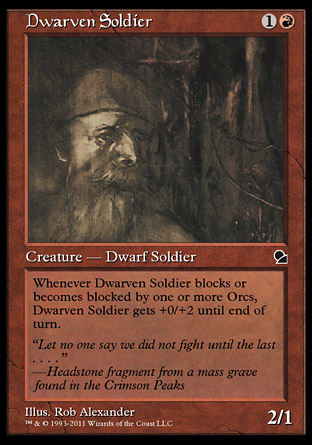 Dwarven Soldier 1
Creature — Dwarf Soldier
Whenever Dwarven Soldier blocks or
becomes blocked by one or more Orcs,
Dwarven Soldier gets +0/+2 until end of
turn.
“Let no one say we did not fight until the last
. . . .”
—Headstone fragment from a mass grave
found in the Crimson Peaks
Illus. Rob Alexander
™ & © 1993-2011 Wizards of the Coast LLC
2/1